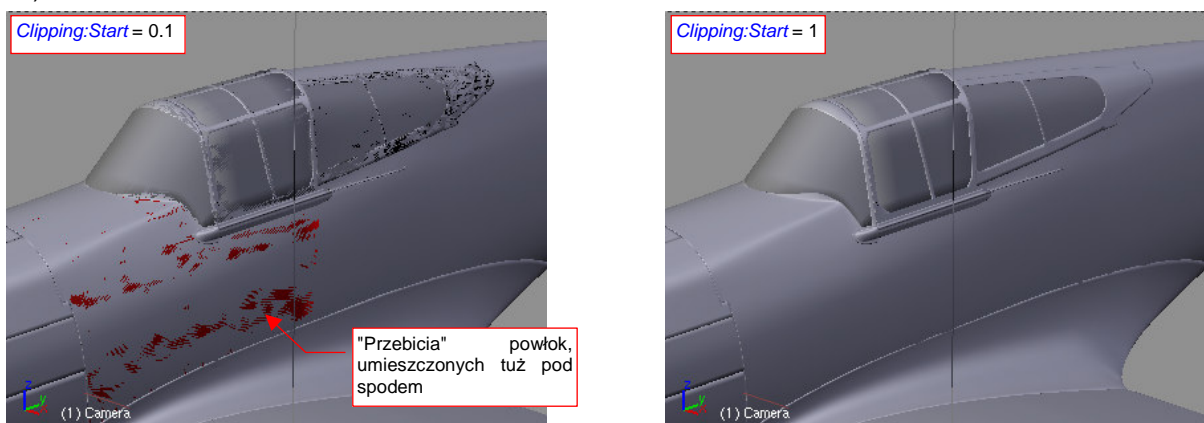 Clipping:Start = 0.1
Clipping:Start = 1
"Przebicia" powłok,
umieszczonych tuż pod
spodem
z
y
(1) Camera
z
y
(1) Camera